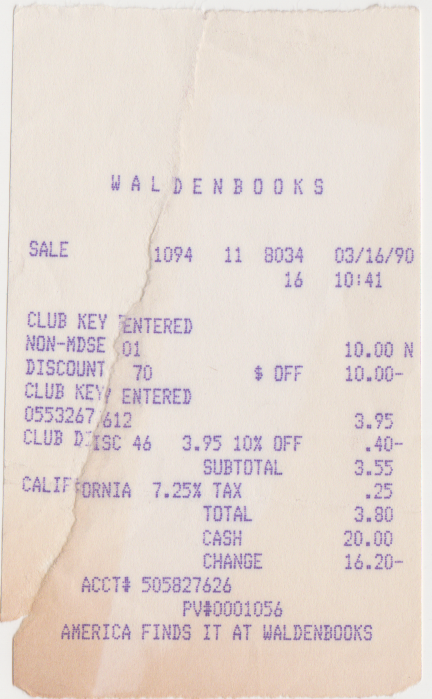 WALDENBOOKS
SALE 1094 11 8034 03/16/90
16 10:41
CLUB KEY ENTERED
NON-MDSE 01 10.00 N
DISCOUNT 70 $ OFF 10.00-
CLUB KEY ENTERED
0553267612 3.95
CLUB DISC 46 3.95 10% OFF .40-
SUBTOTAL 3.55
CALIFORNIA 7.25% TAX .25
TOTAL 3.80
CASH 20.00
CHANGE 16.20-
ACCT# 505827626
PV#0001056
AMERICA FINDS IT AT WALDENBOOKS